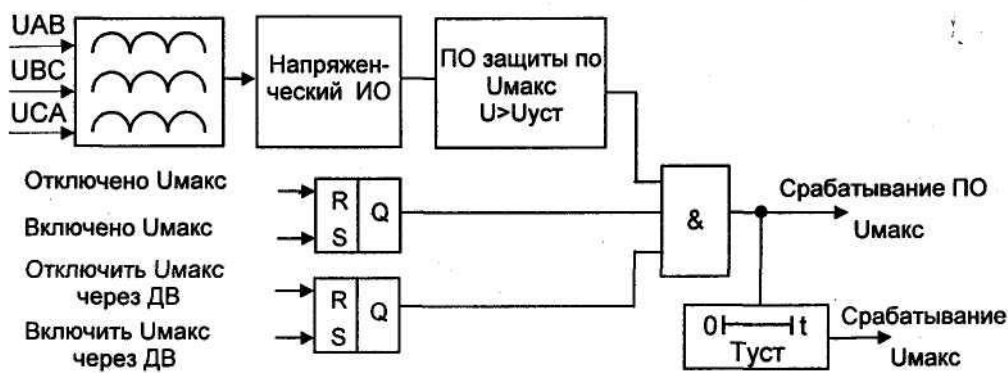 UAB
UBC
UCA
Напряжен-
ческий ИО
ПО защиты по
Uмакс
U>Uуст
Отключено Uмакс
Включено Uмакс
R
S
Q
Отключить Uмакс
через ДВ
Включить Uмакс
через ДВ
R
S
Q
&
Срабатывание ПО
Uмакс
0 t
Tуст
Срабатывание
Uмакс